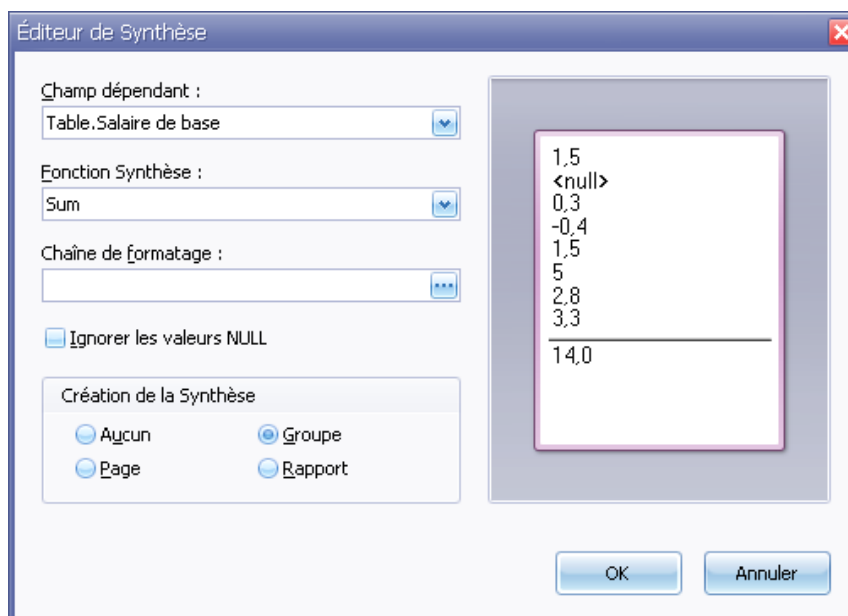 Éditeur de Synthèse
Champ dépendant :
Table.Salaire de base
Fonction Synthèse :
Sum
Chaîne de formatage :
Ignorer les valeurs NULL
Création de la Synthèse
Aucun
Groupe
Page
Rapport
1,5
<null>
0,3
-0,4
1,5
5
2,8
3,3
14,0
OK
Annuler